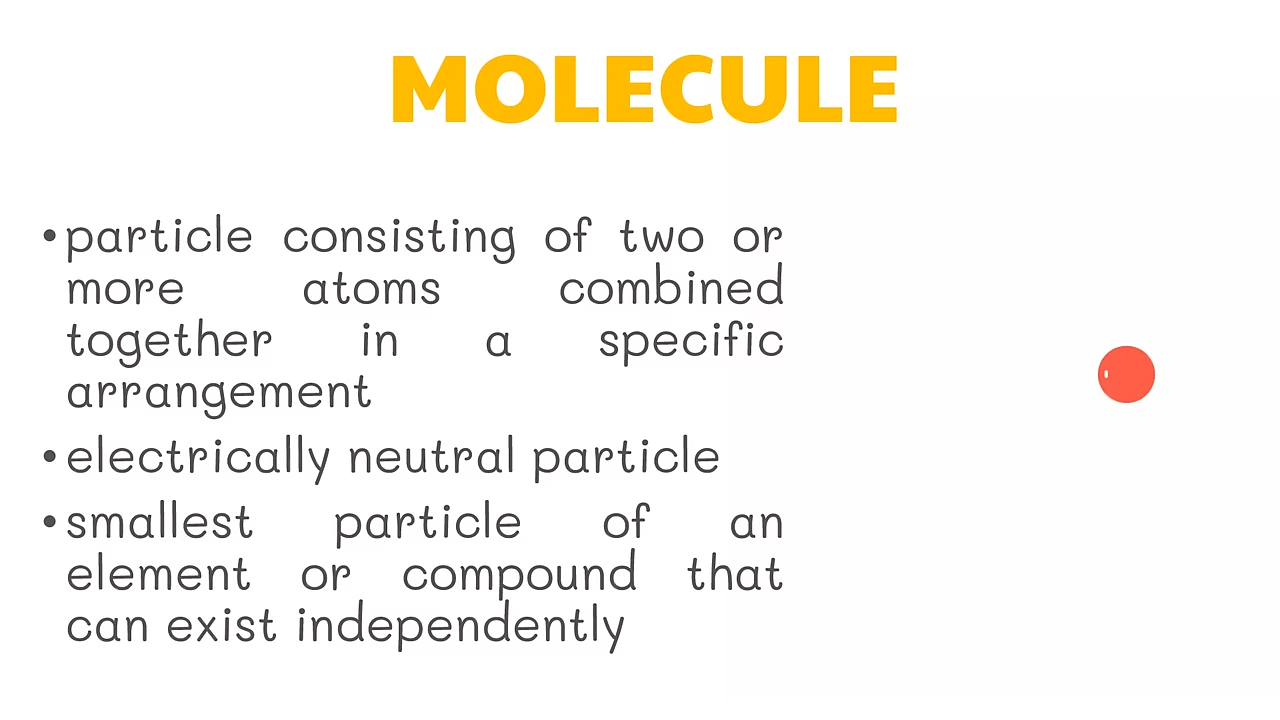 MOLECULE
•particle consisting of two or
more atoms combined
together in a specific
arrangement
•electrically neutral particle
•smallest particle of an
element or compound that
can exist independently